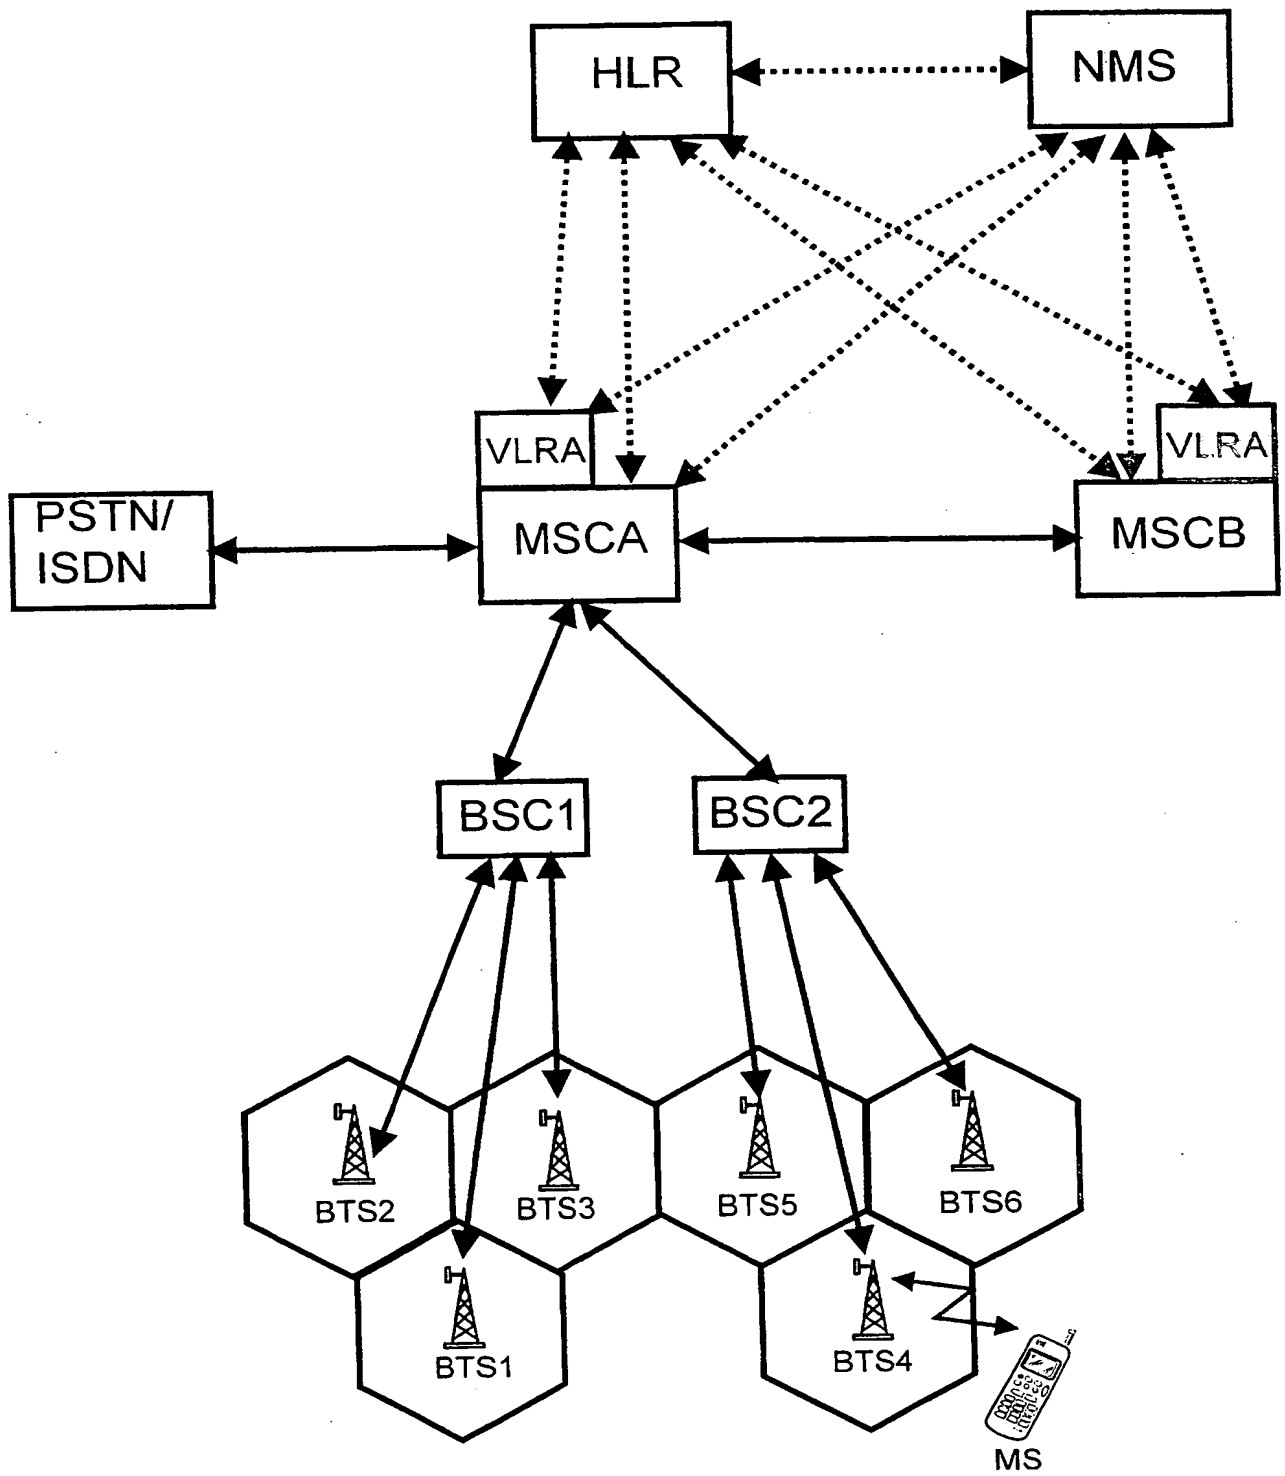 HLR
NMS
VLRA
VLRA
PSTN/
ISDN
MSCA
MSCB
BSC1
BSC2
BTS2
BTS3
BTS5
BTS6
BTS1
BTS4
MS